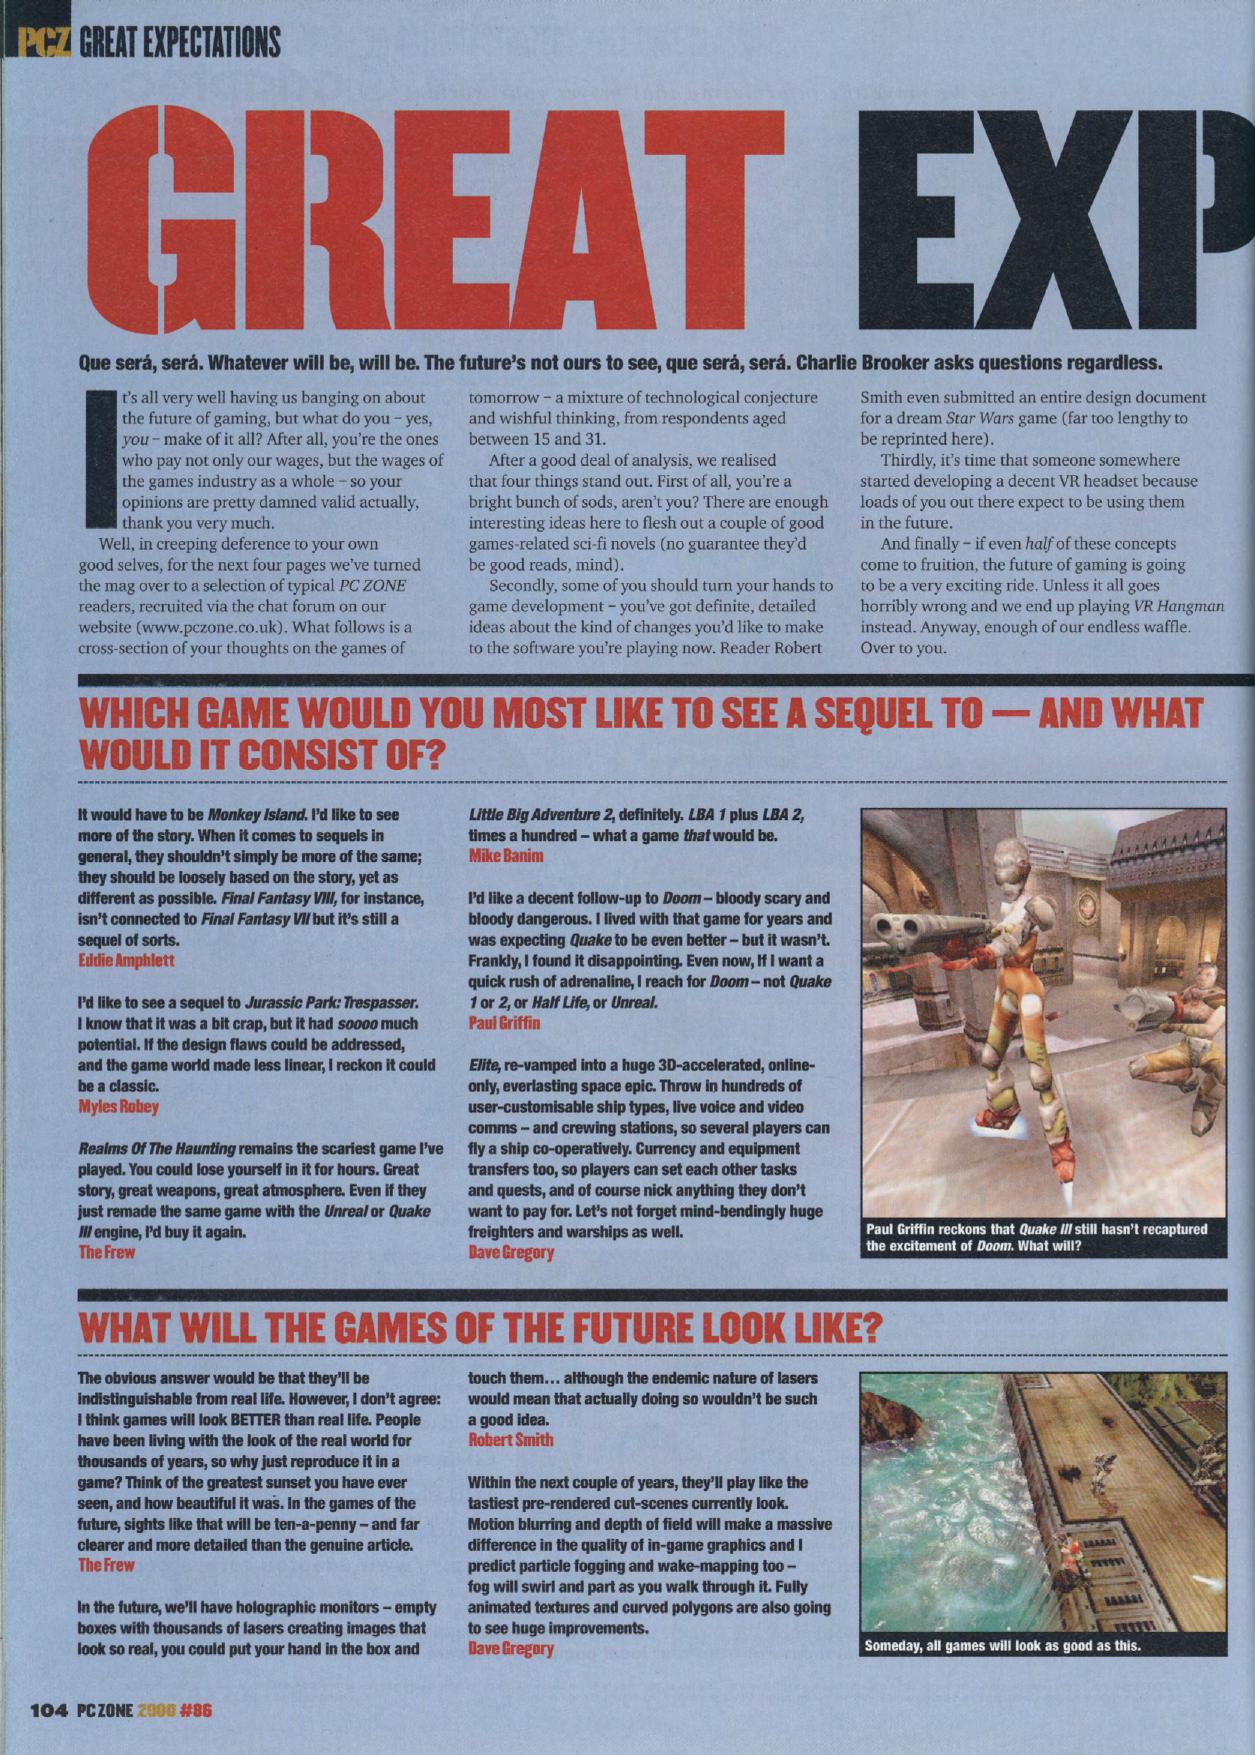 PCZ GREAT EXPECTATIONS
GREAT EXP
Que será, será. Whatever will be, will be. The future's not ours to see, que será, será. Charlie Brooker asks questions regardless.
It's all very well having us banging on about
the future of gaming, but what do you – yes,
you – make of it all? After all, you're the ones
who pay not only our wages, but the wages of
the games industry as a whole – so your
opinions are pretty damned valid actually,
thank you very much.
Well, in creeping deference to your own
good selves, for the next four pages we've turned
the mag over to a selection of typical PC ZONE
readers, recruited via the chat forum on our
website (www.pczone.co.uk). What follows is a
cross-section of your thoughts on the games of
tomorrow – a mixture of technological conjecture
and wishful thinking, from respondents aged
between 15 and 31.
After a good deal of analysis, we realised
that four things stand out. First of all, you're a
bright bunch of sods, aren't you? There are enough
interesting ideas here to flesh out a couple of good
games-related sci-fi novels (no guarantee they'd
be good reads, mind).
Secondly, some of you should turn your hands to
game development – you've got definite, detailed
ideas about the kind of changes you'd like to make
to the software you're playing now. Reader Robert
Smith even submitted an entire design document
for a dream Star Wars game (far too lengthy to
be reprinted here).
Thirdly, it's time that someone somewhere
started developing a decent VR headset because
loads of you out there expect to be using them
in the future.
And finally – if even half of these concepts
come to fruition, the future of gaming is going
to be a very exciting ride. Unless it all goes
horribly wrong and we end up playing VR Hangman
instead. Anyway, enough of our endless waffle.
Over to you.
WHICH GAME WOULD YOU MOST LIKE TO SEE A SEQUEL TO — AND WHAT
WOULD IT CONSIST OF?
It would have to be Monkey Island. I'd like to see
more of the story. When it comes to sequels in
general, they shouldn't simply be more of the same;
they should be loosely based on the story, yet as
different as possible. Final Fantasy VIII, for instance,
isn't connected to Final Fantasy VII but it's still a
sequel of sorts.
Eddie Amphlett
I'd like to see a sequel to Jurassic Park: Trespasser.
I know that it was a bit crap, but it had soooo much
potential. If the design flaws could be addressed,
and the game world made less linear, I reckon it could
be a classic.
Myles Robey
Realms Of The Haunting remains the scariest game I've
played. You could lose yourself in it for hours. Great
story, great weapons, great atmosphere. Even if they
just remade the same game with the Unreal or Quake
III engine, I'd buy it again.
The Frew
Little Big Adventure 2, definitely. LBA 1 plus LBA 2,
times a hundred – what a game that would be.
Mike Banim
I'd like a decent follow-up to Doom – bloody scary and
bloody dangerous. I lived with that game for years and
was expecting Quake to be even better – but it wasn't.
Frankly, I found it disappointing. Even now, If I want a
quick rush of adrenaline, I reach for Doom – not Quake
1 or 2, or Half Life, or Unreal.
Paul Griffin
Elite, re-vamped into a huge 3D-accelerated, online-
only, everlasting space epic. Throw in hundreds of
user-customisable ship types, live voice and video
comms – and crewing stations, so several players can
fly a ship co-operatively. Currency and equipment
transfers too, so players can set each other tasks
and quests, and of course nick anything they don't
want to pay for. Let's not forget mind-bendingly huge
freighters and warships as well.
Dave Gregory
Paul Griffin reckons that Quake III still hasn't recaptured
the excitement of Doom. What will?
WHAT WILL THE GAMES OF THE FUTURE LOOK LIKE?
The obvious answer would be that they'll be
indistinguishable from real life. However, I don't agree:
I think games will look BETTER than real life. People
have been living with the look of the real world for
thousands of years, so why just reproduce it in a
game? Think of the greatest sunset you have ever
seen, and how beautiful it was. In the games of the
future, sights like that will be ten-a-penny – and far
clearer and more detailed than the genuine article.
The Frew
In the future, we'll have holographic monitors – empty
boxes with thousands of lasers creating images that
look so real, you could put your hand in the box and
touch them... although the endemic nature of lasers
would mean that actually doing so wouldn't be such
a good idea.
Robert Smith
Within the next couple of years, they'll play like the
tastiest pre-rendered cut-scenes currently look.
Motion blurring and depth of field will make a massive
difference in the quality of in-game graphics and I
predict particle fogging and wake-mapping too –
fog will swirl and part as you walk through it. Fully
animated textures and curved polygons are also going
to see huge improvements.
Dave Gregory
Someday, all games will look as good as this.
104 PC ZONE 2000 #86